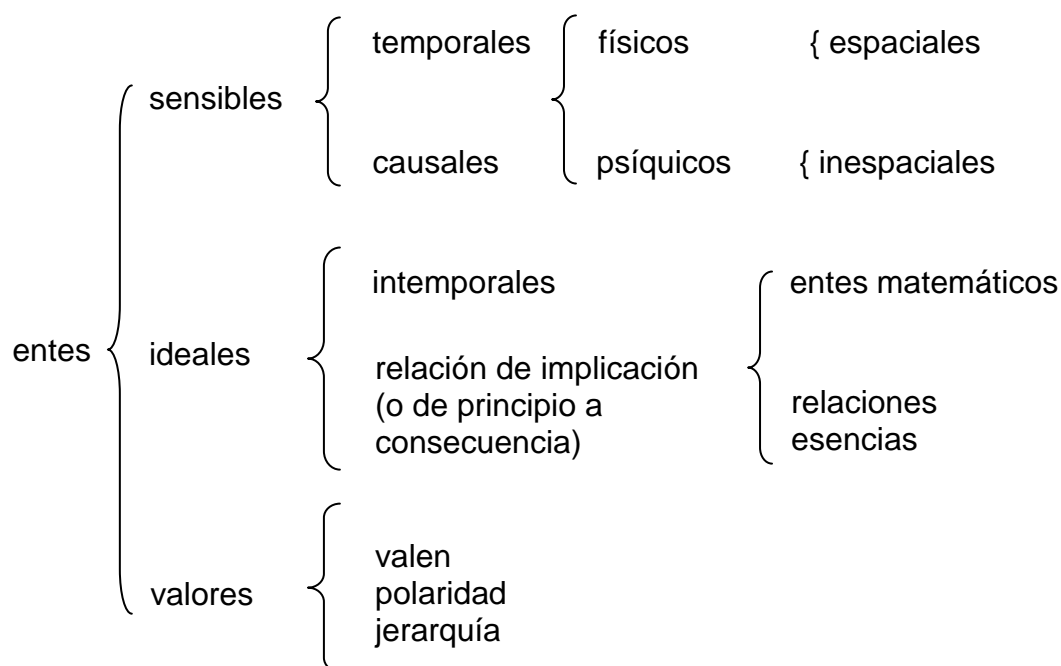 temporales físicos { espaciales
sensibles
causales psíquicos { inespaciales
intemporales entes matemáticos
entes ideales relación de implicación
(o de principio a relaciones
consecuencia) esencias
valen
valores polaridad
jerarquía